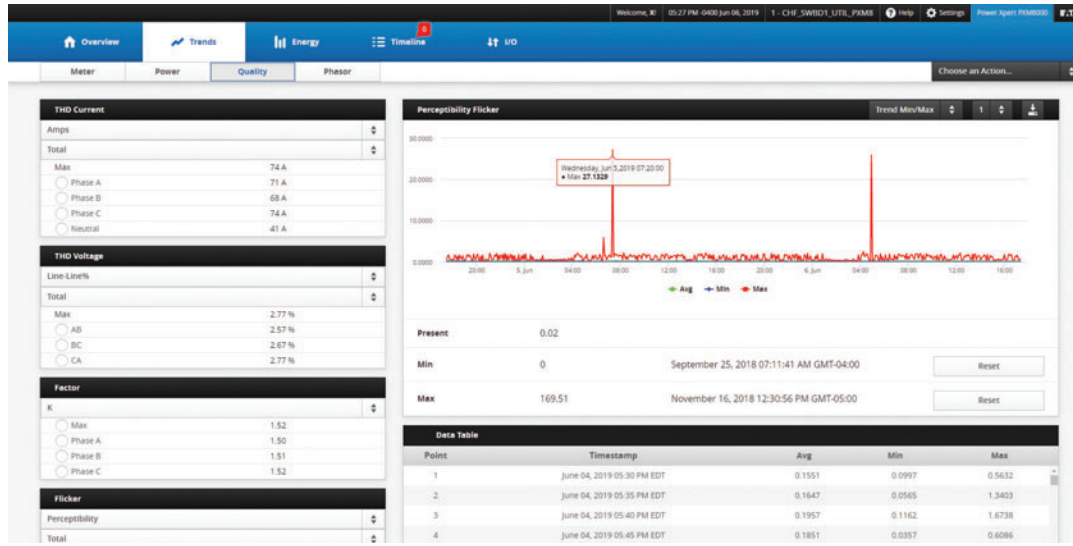 Welcome, 05:27 PM -0400 Jun 06, 2019 1 - CHF_SWBD1_UTIL_PXM8 Help Settings Power Xpert PXM8000
Overview Trends Energy Timeline 0 I/O
Meter Power Quality Phasor Choose an Action...
THD Current
Amps
Total
Max 74 A
Phase A 71 A
Phase B 68 A
Phase C 74 A
Neutral 41 A
THD Voltage
Line-Line%
Total
Max 2.77 %
AB 2.57 %
BC 2.67 %
CA 2.77 %
Factor
K
Max 1.52
Phase A 1.50
Phase B 1.51
Phase C 1.52
Flicker
Perceptibility
Total
Perceptibility Flicker Trend Min/Max 1
30.0000
20.0000
10.0000
0.0000
Wednesday, Jun 5, 2019 07:20:00
Max 27.1329
20:00 5. Jun 04:00 08:00 12:00 16:00 20:00 6. Jun 04:00 08:00 12:00 16:00
Avg Min Max
Present 0.02
Min 0 September 25, 2018 07:11:41 AM GMT-04:00 Reset
Max 169.51 November 16, 2018 12:30:56 PM GMT-05:00 Reset
Data Table
Point Timestamp Avg Min Max
1 June 04, 2019 05:30 PM EDT 0.1551 0.0997 0.5632
2 June 04, 2019 05:35 PM EDT 0.1647 0.0565 1.3403
3 June 04, 2019 05:40 PM EDT 0.1957 0.1162 1.6738
4 June 04, 2019 05:45 PM EDT 0.1851 0.0357 0.6086